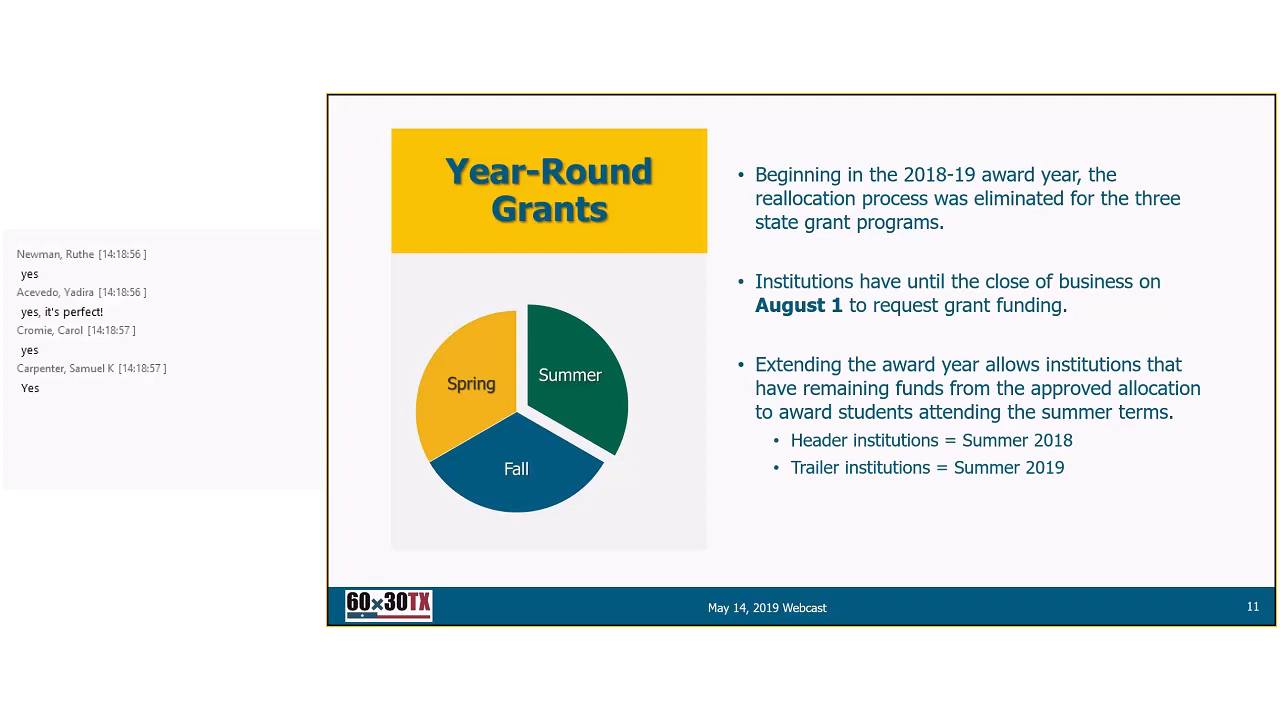 Newman, Ruthe [14:18:56 ]
yes
Acevedo, Yadira [14:18:56 ]
yes, it's perfect!
Cromie, Carol [14:18:57 ]
yes
Carpenter, Samuel K [14:18:57 ]
Yes
Year-Round
Grants
Spring
Summer
Fall
• Beginning in the 2018-19 award year, the
reallocation process was eliminated for the three
state grant programs.
• Institutions have until the close of business on
August 1 to request grant funding.
• Extending the award year allows institutions that
have remaining funds from the approved allocation
to award students attending the summer terms.
• Header institutions = Summer 2018
• Trailer institutions = Summer 2019
60x30TX
May 14, 2019 Webcast
11